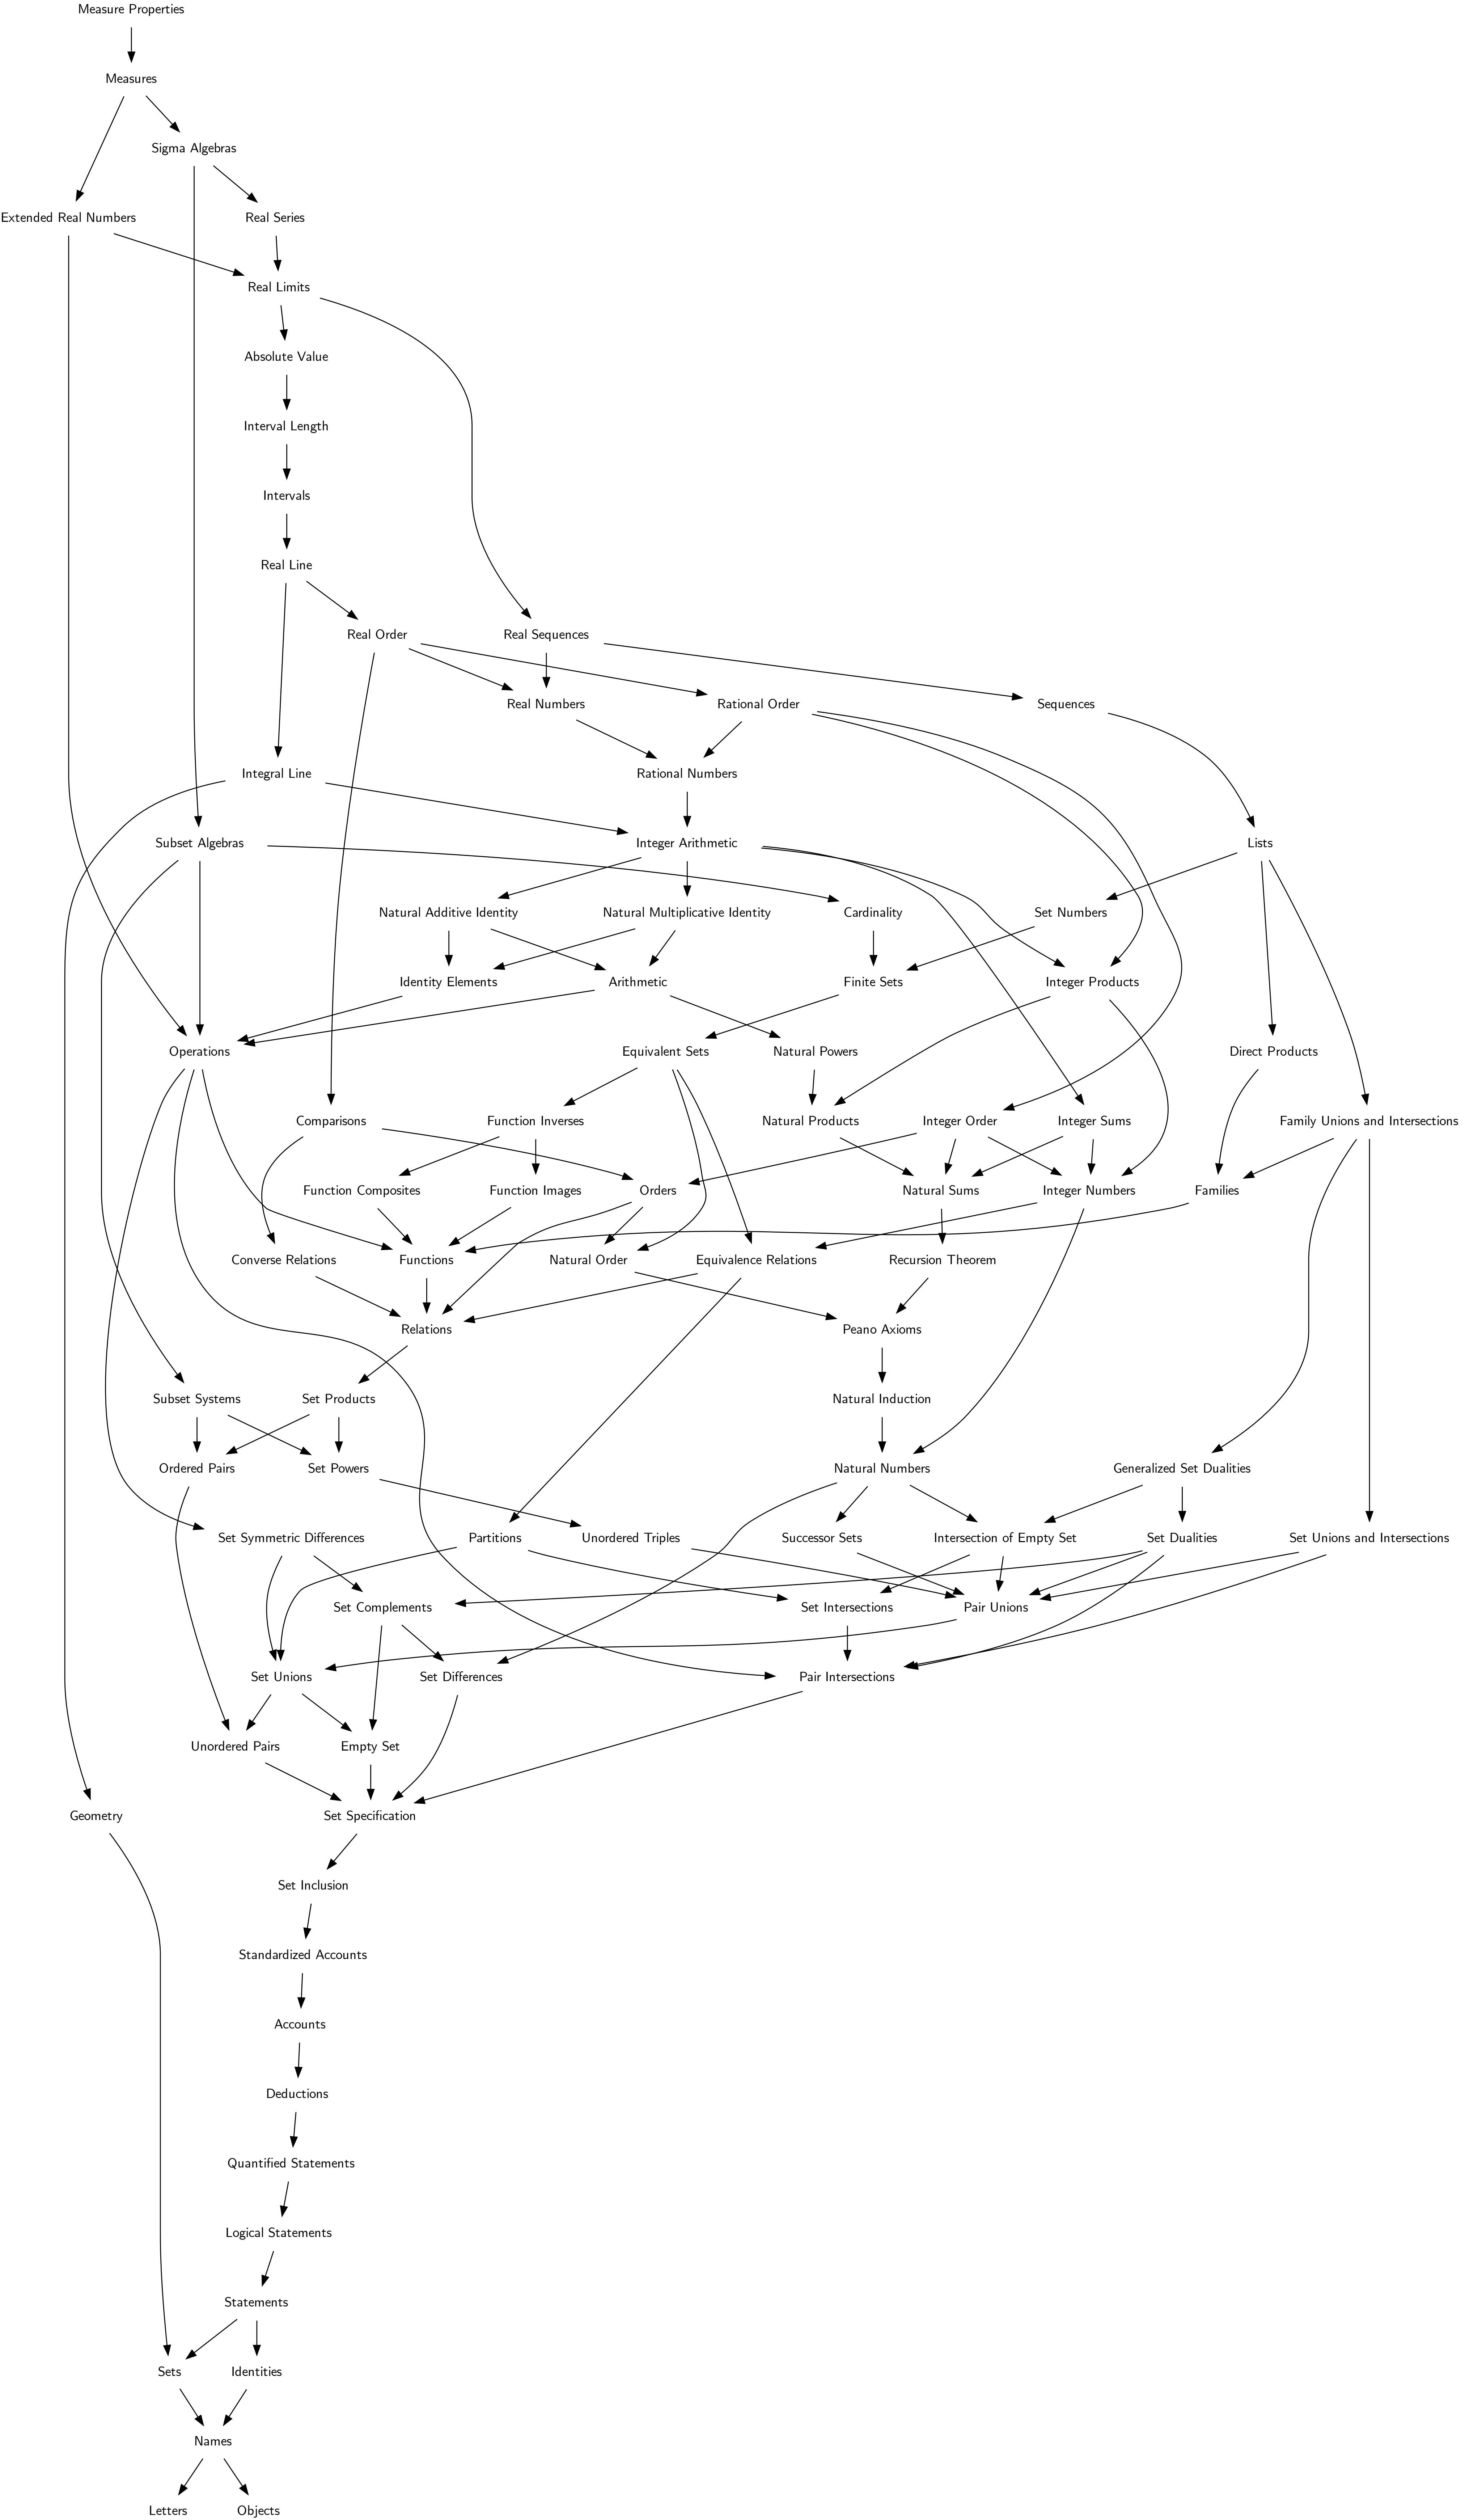 Measure Properties
Measures
Sigma Algebras
Extended Real Numbers
Real Series
Real Limits
Absolute Value
Interval Length
Intervals
Real Line
Real Order
Real Sequences
Real Numbers
Rational Order
Sequences
Integral Line
Rational Numbers
Subset Algebras
Integer Arithmetic
Lists
Natural Additive Identity
Natural Multiplicative Identity
Cardinality
Set Numbers
Identity Elements
Arithmetic
Finite Sets
Integer Products
Operations
Equivalent Sets
Natural Powers
Direct Products
Comparisons
Function Inverses
Natural Products
Integer Order
Integer Sums
Family Unions and Intersections
Function Composites
Function Images
Orders
Natural Sums
Integer Numbers
Families
Converse Relations
Functions
Natural Order
Equivalence Relations
Recursion Theorem
Relations
Peano Axioms
Subset Systems
Set Products
Natural Induction
Ordered Pairs
Set Powers
Natural Numbers
Generalized Set Dualities
Set Symmetric Differences
Partitions
Unordered Triples
Successor Sets
Intersection of Empty Set
Set Dualities
Set Unions and Intersections
Set Complements
Set Intersections
Pair Unions
Set Unions
Set Differences
Pair Intersections
Unordered Pairs
Empty Set
Geometry
Set Specification
Set Inclusion
Standardized Accounts
Accounts
Deductions
Quantified Statements
Logical Statements
Statements
Sets
Identities
Names
Letters
Objects